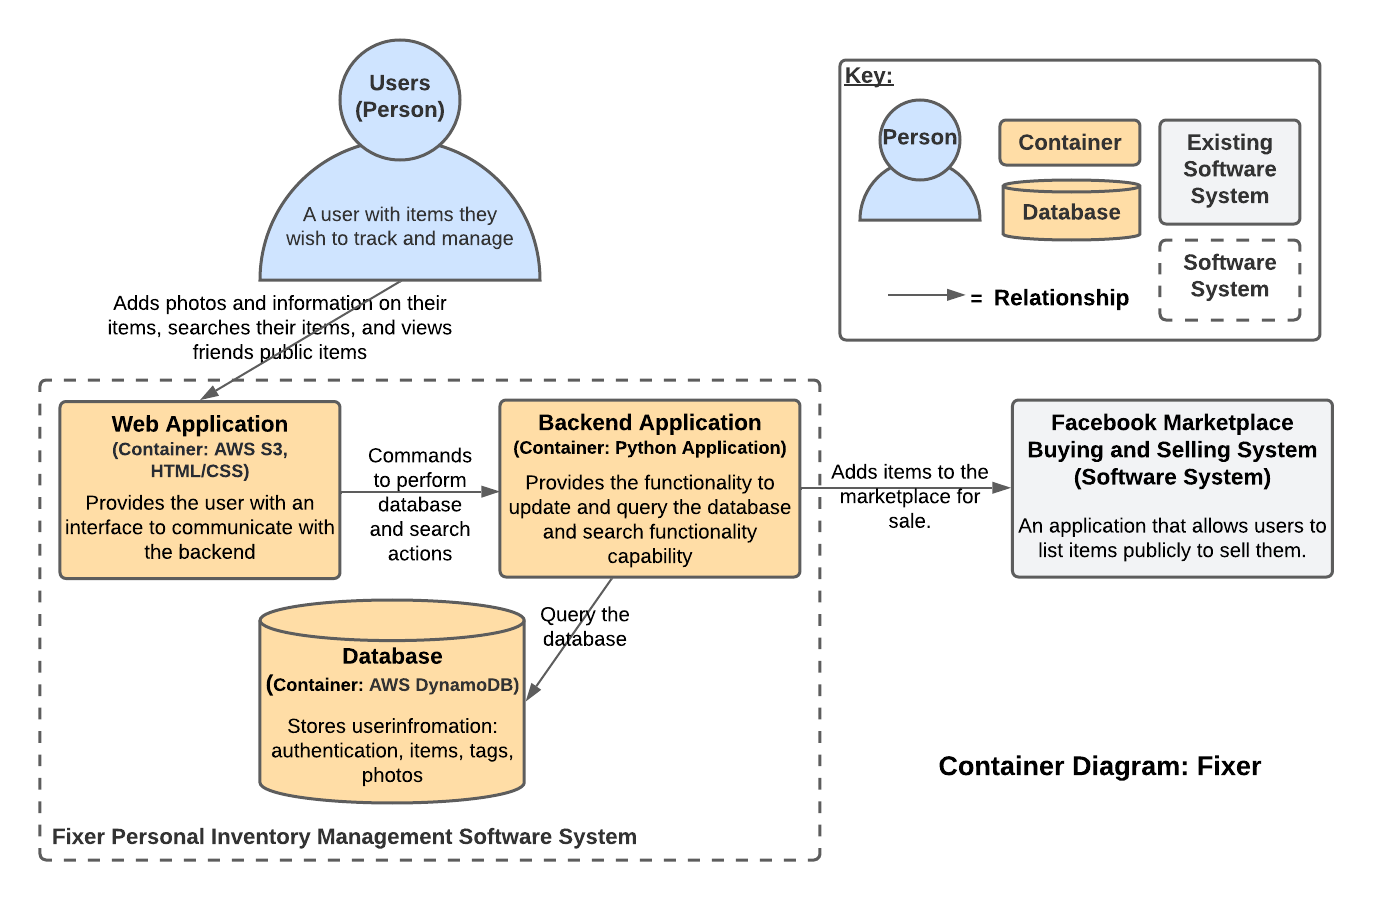 Users
(Person)
A user with items they
wish to track and manage
Key:
Person
Container
Database
Existing
Software
System
Software
System
= Relationship
Adds photos and information on their
items, searches their items, and views
friends public items
Web Application
(Container: AWS S3,
HTML/CSS)
Provides the user with an
interface to communicate with
the backend
Commands
to perform
database
and search
actions
Backend Application
(Container: Python Application)
Provides the functionality to
update and query the database
and search functionality
capability
Adds items to the
marketplace for
sale.
Facebook Marketplace
Buying and Selling System
(Software System)
An application that allows users to
list items publicly to sell them.
Query the
database
Database
(Container: AWS DynamoDB)
Stores userinfromation:
authentication, items, tags,
photos
Container Diagram: Fixer
Fixer Personal Inventory Management Software System